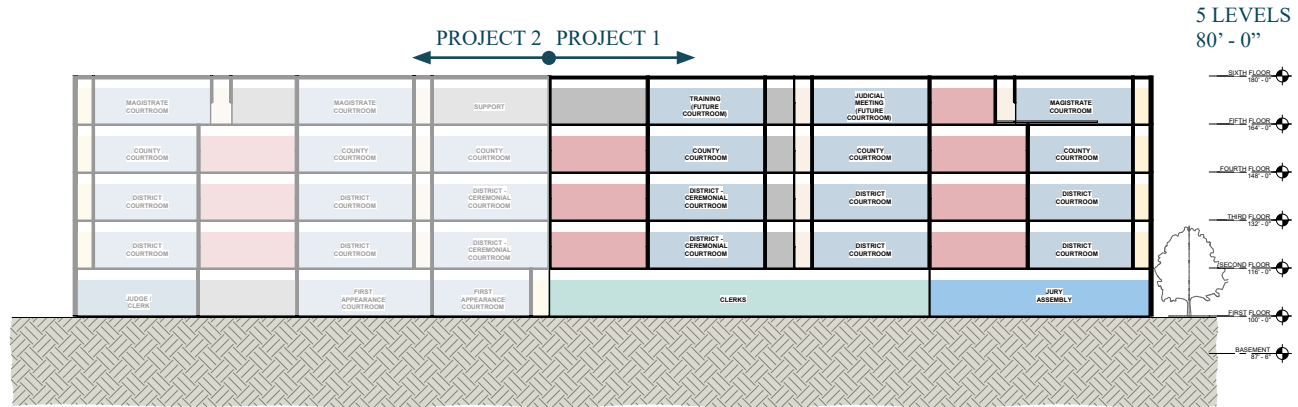 5 LEVELS
80' - 0"
PROJECT 2 PROJECT 1
SIXTH FLOOR
180' - 0"
MAGISTRATE
COURTROOM
MAGISTRATE
COURTROOM
SUPPORT
TRAINING
(FUTURE
COURTROOM)
JUDICIAL
MEETING
(FUTURE
COURTROOM)
MAGISTRATE
COURTROOM
FIFTH FLOOR
164' - 0"
COUNTY
COURTROOM
COUNTY
COURTROOM
COUNTY
COURTROOM
COUNTY
COURTROOM
COUNTY
COURTROOM
COUNTY
COURTROOM
FOURTH FLOOR
148' - 0"
DISTRICT
COURTROOM
DISTRICT
COURTROOM
DISTRICT -
CEREMONIAL
COURTROOM
DISTRICT -
CEREMONIAL
COURTROOM
DISTRICT
COURTROOM
DISTRICT
COURTROOM
THIRD FLOOR
132' - 0"
DISTRICT
COURTROOM
DISTRICT
COURTROOM
DISTRICT -
CEREMONIAL
COURTROOM
DISTRICT -
CEREMONIAL
COURTROOM
DISTRICT
COURTROOM
DISTRICT
COURTROOM
SECOND FLOOR
116' - 0"
JUDGE /
CLERK
FIRST
APPEARANCE
COURTROOM
FIRST
APPEARANCE
COURTROOM
CLERKS
JURY
ASSEMBLY
FIRST FLOOR
100' - 0"
BASEMENT
87' - 6"